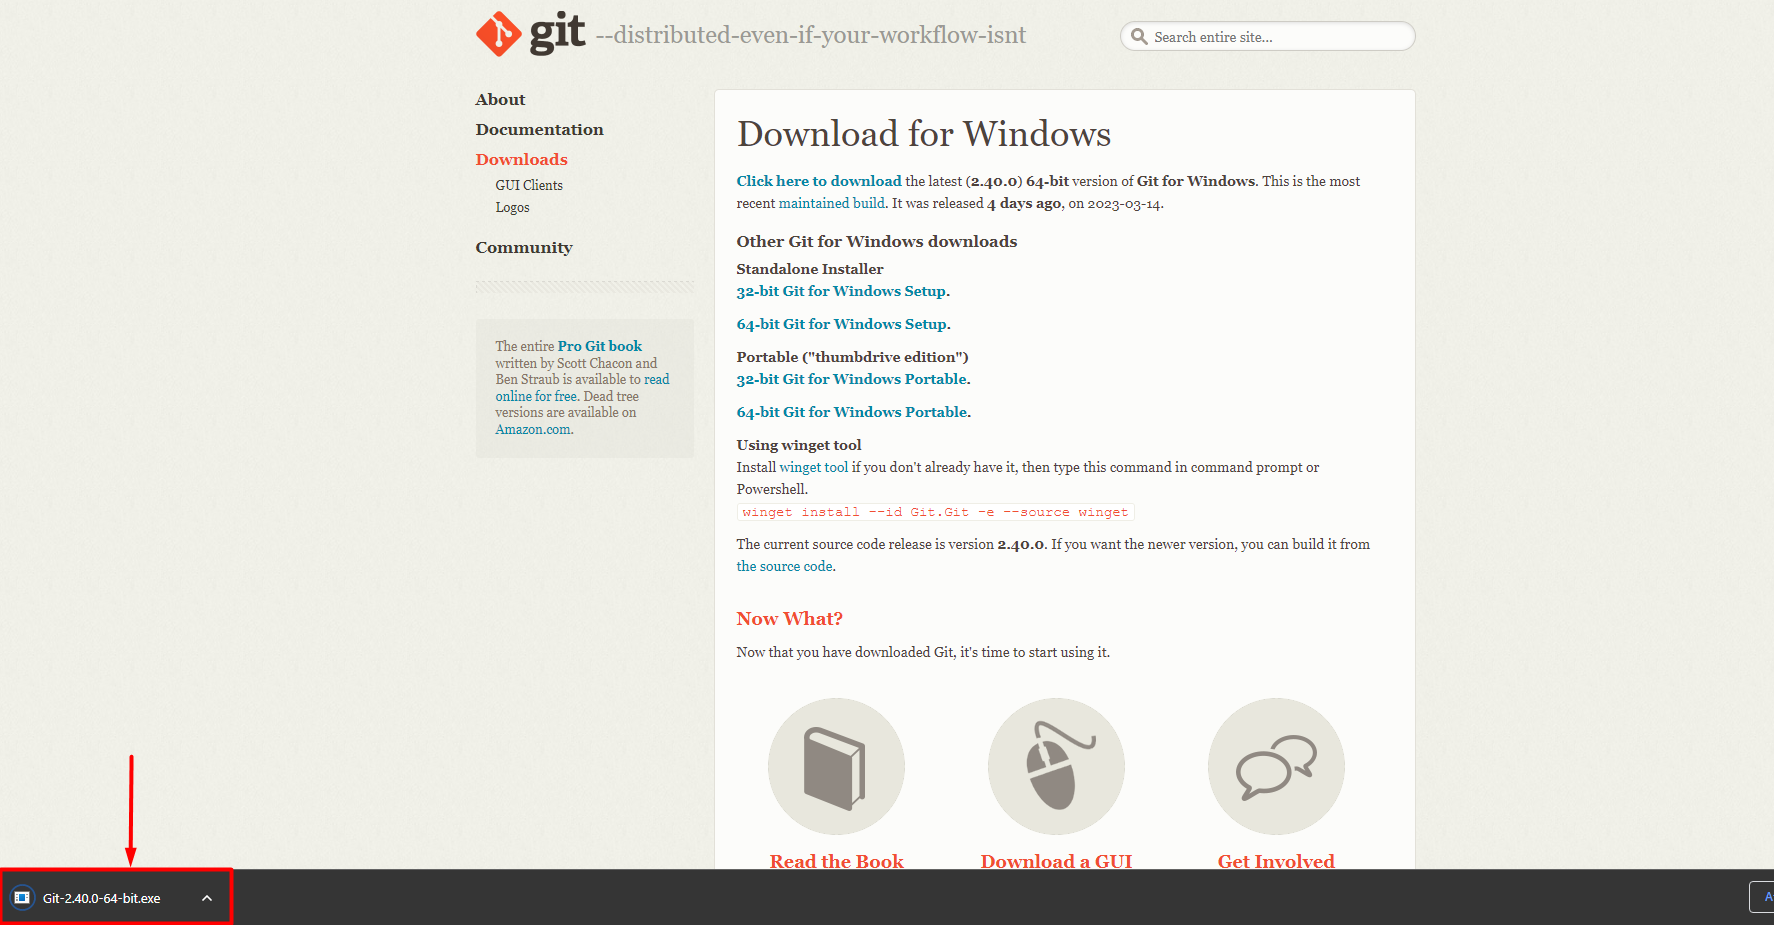 git --distributed-even-if-your-workflow-isnt
Search entire site...
About
Documentation
Downloads
GUI Clients
Logos
Community
The entire Pro Git book
written by Scott Chacon and
Ben Straub is available to read
online for free. Dead tree
versions are available on
Amazon.com.
Download for Windows
Click here to download the latest (2.40.0) 64-bit version of Git for Windows. This is the most
recent maintained build. It was released 4 days ago, on 2023-03-14.
Other Git for Windows downloads
Standalone Installer
32-bit Git for Windows Setup.
64-bit Git for Windows Setup.
Portable ("thumbdrive edition")
32-bit Git for Windows Portable.
64-bit Git for Windows Portable.
Using winget tool
Install winget tool if you don't already have it, then type this command in command prompt or
Powershell.
winget install --id Git.Git -e --source winget
The current source code release is version 2.40.0. If you want the newer version, you can build it from
the source code.
Now What?
Now that you have downloaded Git, it's time to start using it.
Read the Book
Download a GUI
Get Involved
Git-2.40.0-64-bit.exe